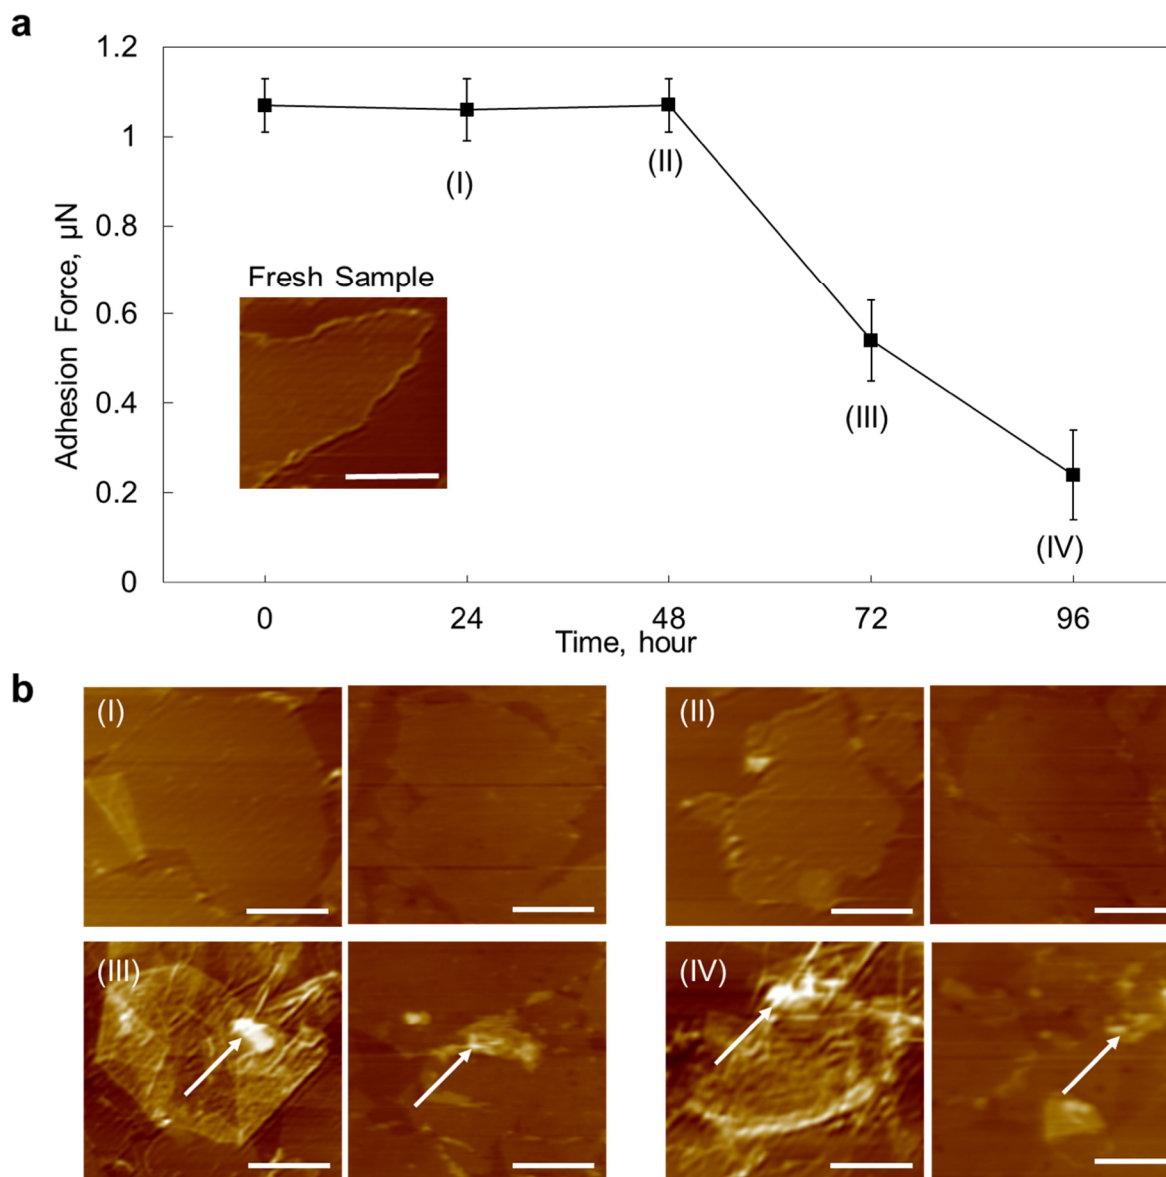 a
1.2
1
0.8
0.6
0.4
0.2
0
Adhesion Force, µN
(I)
(II)
(III)
(IV)
Fresh Sample
0 24 48 72 96
Time, hour
b
(I)
(II)
(III)
(IV)